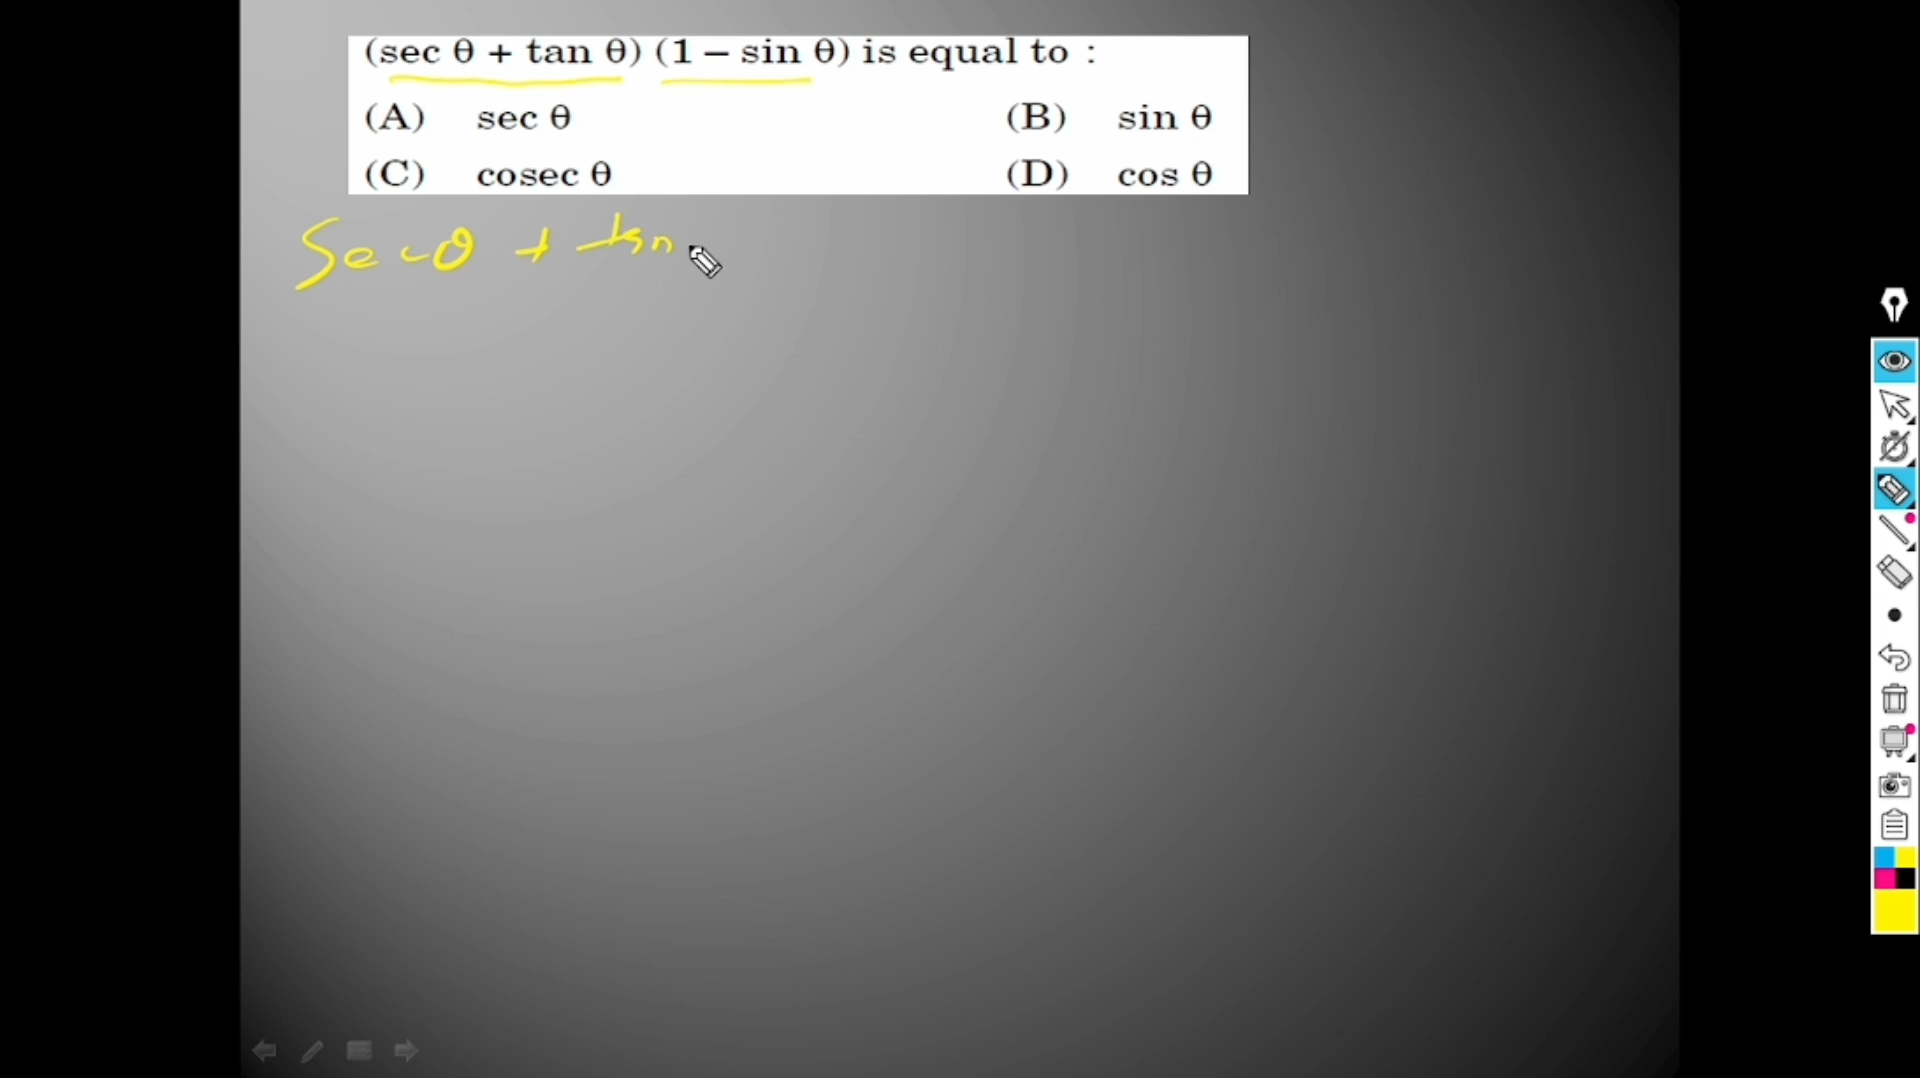 (sec θ + tan θ) (1 – sin θ) is equal to :
(A) sec θ (B) sin θ
(C) cosec θ (D) cos θ
Secθ + tan